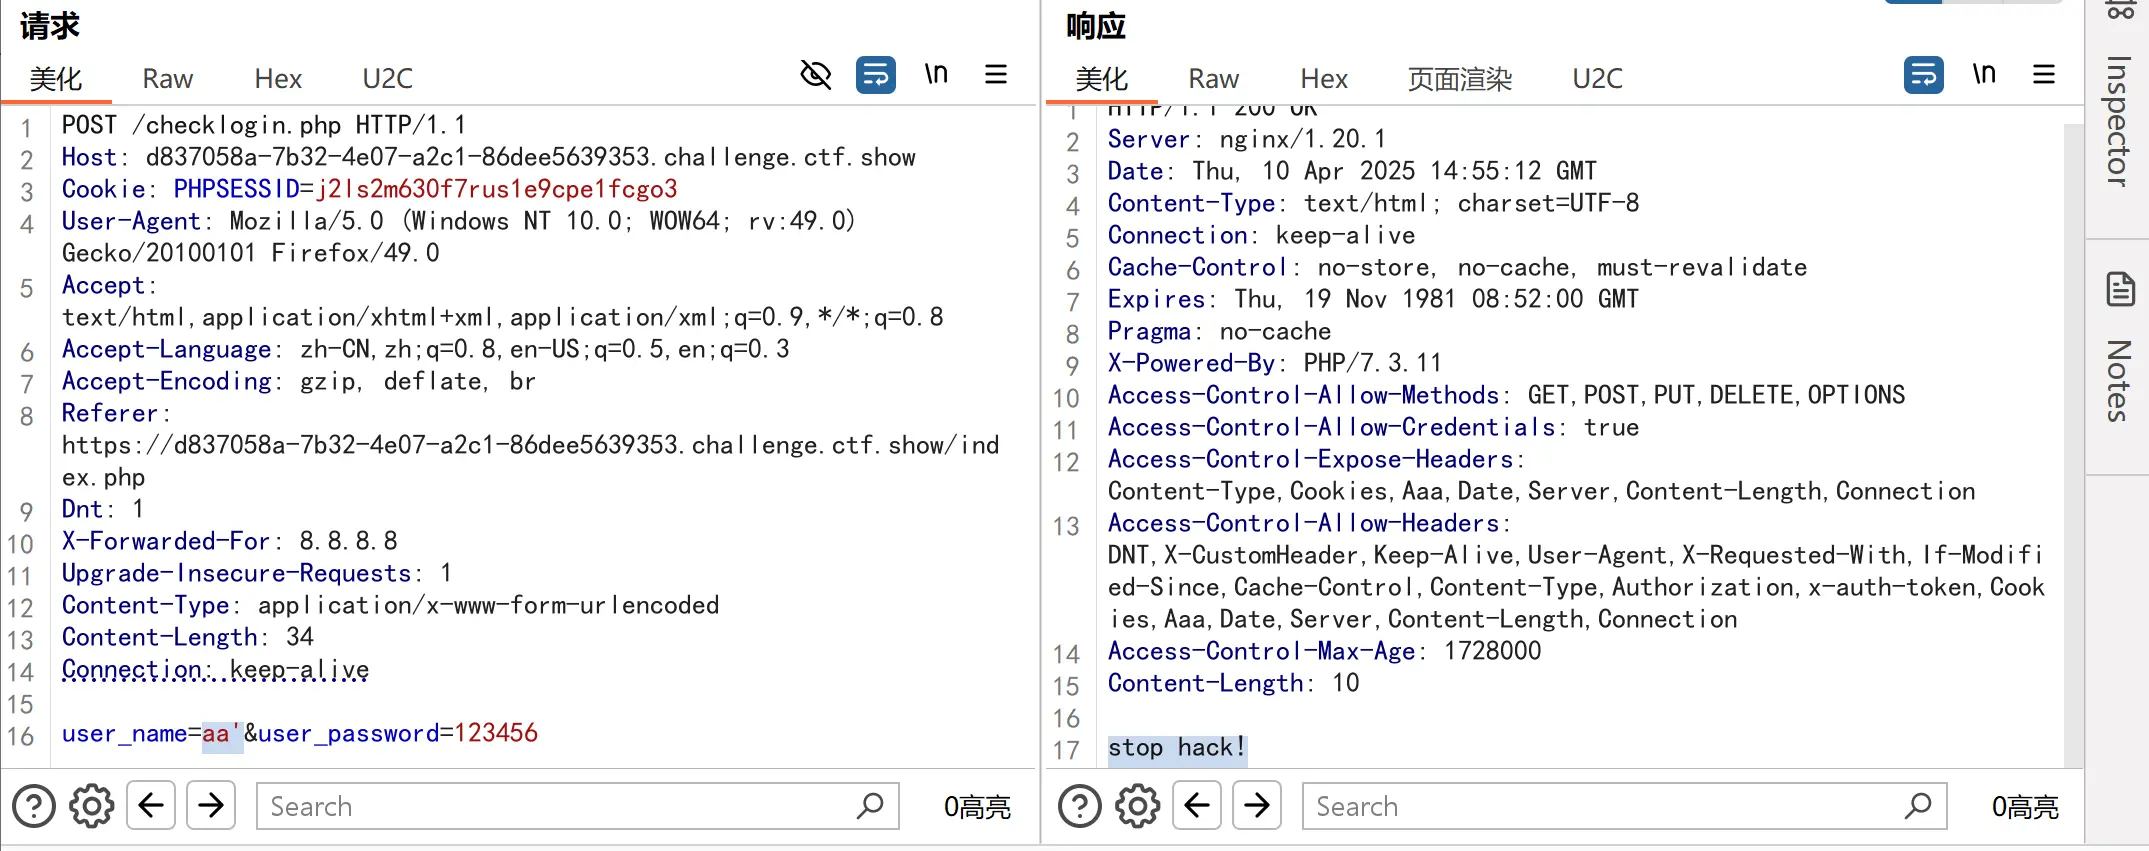 请求
美化 Raw Hex U2C \n
1 POST /checklogin.php HTTP/1.1
2 Host: d837058a-7b32-4e07-a2c1-86dee5639353.challenge.ctf.show
3 Cookie: PHPSESSID=j2ls2m630f7rus1e9cpe1fcgo3
4 User-Agent: Mozilla/5.0 (Windows NT 10.0; WOW64; rv:49.0)
Gecko/20100101 Firefox/49.0
5 Accept:
text/html,application/xhtml+xml,application/xml;q=0.9,*/*;q=0.8
6 Accept-Language: zh-CN,zh;q=0.8,en-US;q=0.5,en;q=0.3
7 Accept-Encoding: gzip, deflate, br
8 Referer:
https://d837058a-7b32-4e07-a2c1-86dee5639353.challenge.ctf.show/ind
ex.php
9 Dnt: 1
10 X-Forwarded-For: 8.8.8.8
11 Upgrade-Insecure-Requests: 1
12 Content-Type: application/x-www-form-urlencoded
13 Content-Length: 34
14 Connection: keep-alive
15
16 user_name=aa'&user_password=123456
Search 0高亮
响应
美化 Raw Hex 页面渲染 U2C \n
1 HTTP/1.1 200 OK
2 Server: nginx/1.20.1
3 Date: Thu, 10 Apr 2025 14:55:12 GMT
4 Content-Type: text/html; charset=UTF-8
5 Connection: keep-alive
6 Cache-Control: no-store, no-cache, must-revalidate
7 Expires: Thu, 19 Nov 1981 08:52:00 GMT
8 Pragma: no-cache
9 X-Powered-By: PHP/7.3.11
10 Access-Control-Allow-Methods: GET,POST,PUT,DELETE,OPTIONS
11 Access-Control-Allow-Credentials: true
12 Access-Control-Expose-Headers:
Content-Type,Cookies,Aaa,Date,Server,Content-Length,Connection
13 Access-Control-Allow-Headers:
DNT,X-CustomHeader,Keep-Alive,User-Agent,X-Requested-With,If-Modifi
ed-Since,Cache-Control,Content-Type,Authorization,x-auth-token,Cook
ies,Aaa,Date,Server,Content-Length,Connection
14 Access-Control-Max-Age: 1728000
15 Content-Length: 10
16
17 stop hack!
Search 0高亮
Inspector
Notes